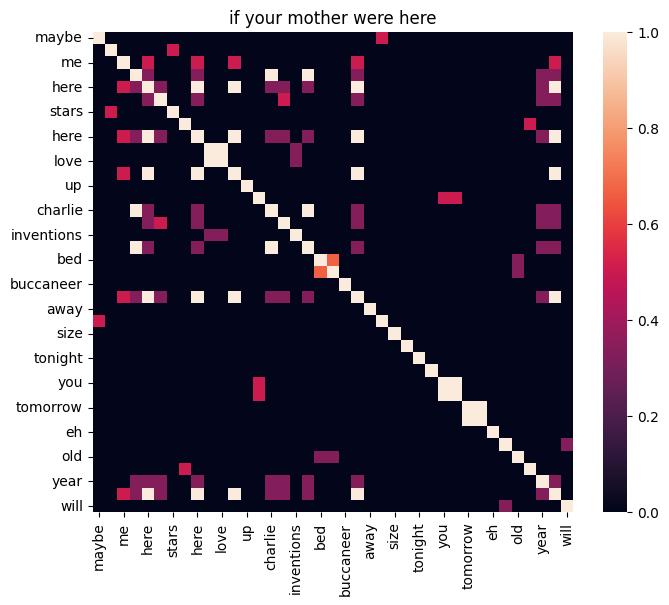 if your mother were here
maybe
me
here
stars
here
love
up
charlie
inventions
bed
buccaneer
away
size
tonight
you
tomorrow
eh
old
year
will
1.0
0.8
0.6
0.4
0.2
0.0
maybe
me
here
stars
here
love
up
charlie
inventions
bed
buccaneer
away
size
tonight
you
tomorrow
eh
old
year
will